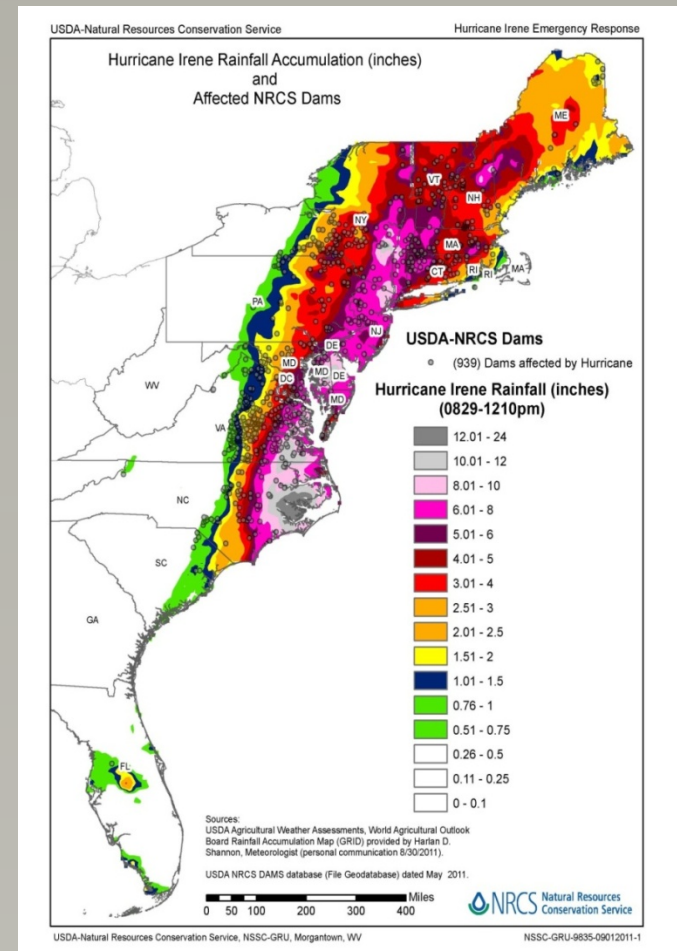 USDA-Natural Resources Conservation Service
Hurricane Irene Emergency Response
Hurricane Irene Rainfall Accumulation (inches)
and
Affected NRCS Dams
ME
VT
NH
NY
MA
CT
RI
RI
MA
PA
NJ
DE
MD
MD
DE
DC
WV
MD
VA
NC
SC
GA
FL
USDA-NRCS Dams
(939) Dams affected by Hurricane
Hurricane Irene Rainfall (inches)
(0829-1210pm)
12.01 - 24
10.01 - 12
8.01 - 10
6.01 - 8
5.01 - 6
4.01 - 5
3.01 - 4
2.51 - 3
2.01 - 2.5
1.51 - 2
1.01 - 1.5
0.76 - 1
0.51 - 0.75
0.26 - 0.5
0.11 - 0.25
0 - 0.1
Sources:
USDA Agricultural Weather Assessments, World Agricultural Outlook
Board Rainfall Accumulation Map (GRID) provided by Harlan D.
Shannon, Meteorologist (personal communication 8/30/2011).
USDA NRCS DAMS database (File Geodatabase) dated May 2011.
Miles
0 50 100 200 300 400
NRCS Natural Resources
Conservation Service
USDA-Natural Resources Conservation Service, NSSC-GRU, Morgantown, WV
NSSC-GRU-9835-09012011-1